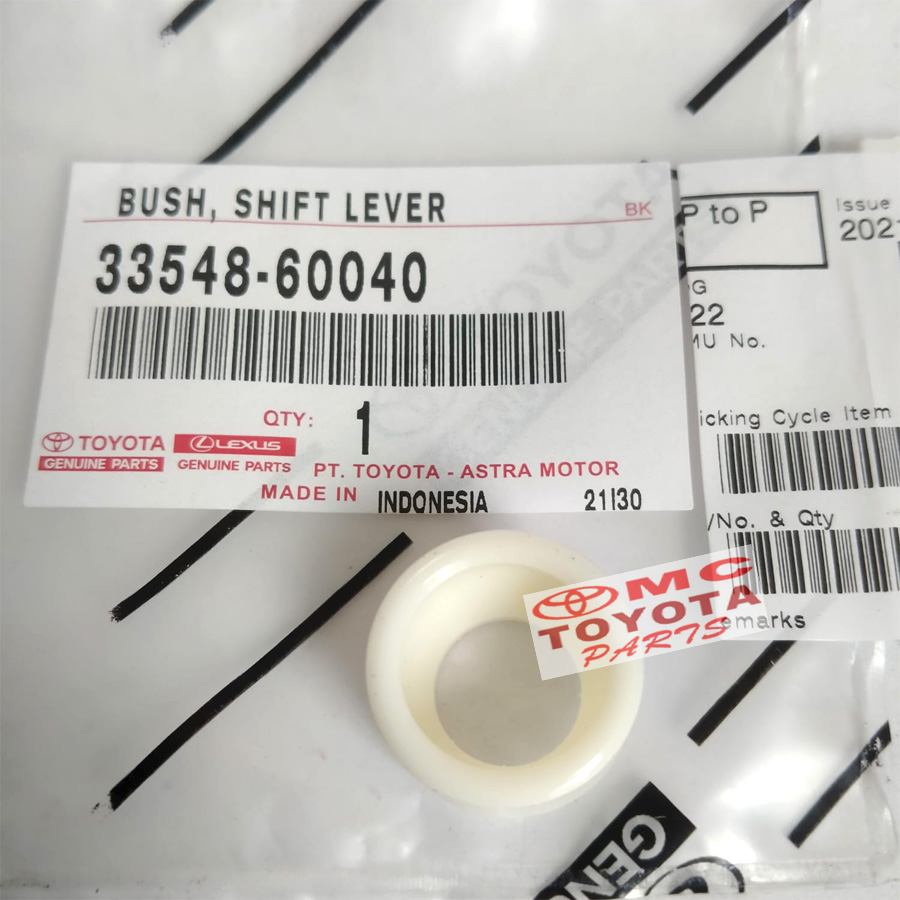 BUSH, SHIFT LEVER
BK
33548-60040
QTY: 1
TOYOTA
GENUINE PARTS
LEXUS
GENUINE PARTS
PT. TOYOTA - ASTRA MOTOR
MADE IN INDONESIA 21I30
P to P
Issue
2021
22
MU No.
icking Cycle Item
/No. & Qty
emarks
MC
TOYOTA
PARTS
GENU